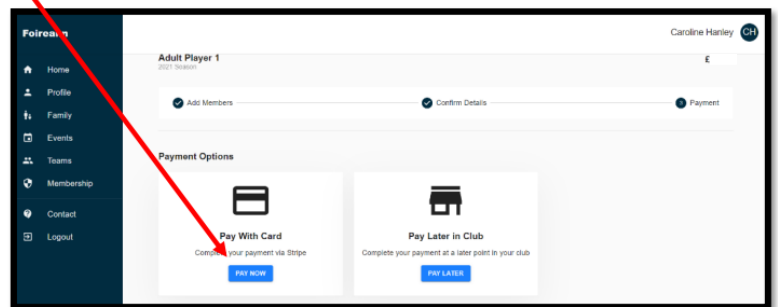 Foireann
Caroline Hanley CH
Adult Player 1
2021 Season
£
Home
Profile
Family
Events
Teams
Membership
Contact
Logout
Add Members
Confirm Details
Payment
Payment Options
Pay With Card
Complete your payment via Stripe
PAY NOW
Pay Later in Club
Complete your payment at a later point in your club
PAY LATER